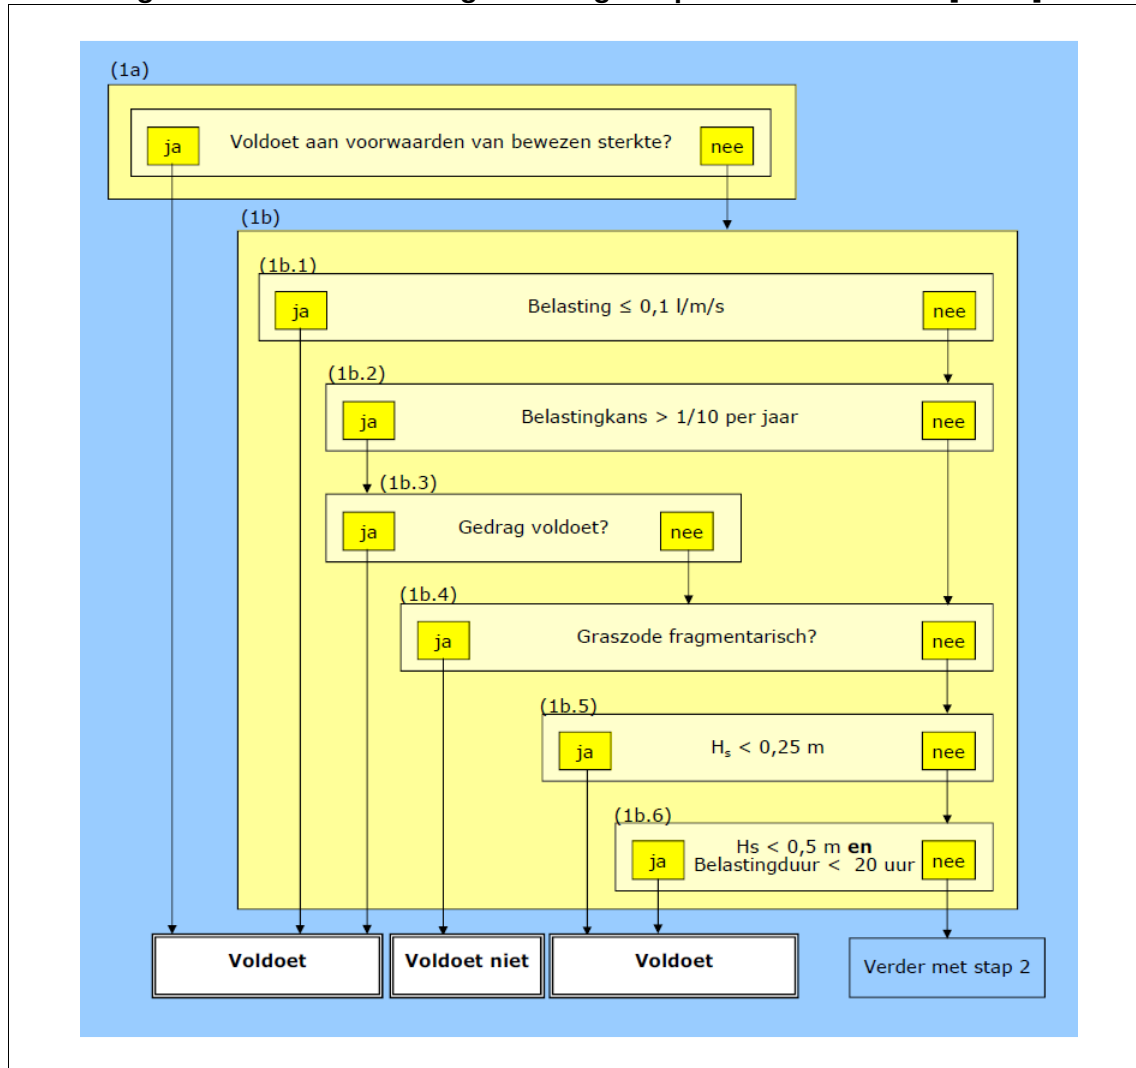 (1a)
ja Voldoet aan voorwaarden van bewezen sterkte? nee
(1b)
(1b.1)
ja Belasting ≤ 0,1 l/m/s nee
(1b.2)
ja Belastingkans > 1/10 per jaar nee
(1b.3)
ja Gedrag voldoet? nee
(1b.4)
ja Graszode fragmentarisch? nee
(1b.5)
ja Hs < 0,25 m nee
(1b.6)
Hs < 0,5 m en
ja Belastingduur < 20 uur nee
Voldoet Voldoet niet Voldoet Verder met stap 2